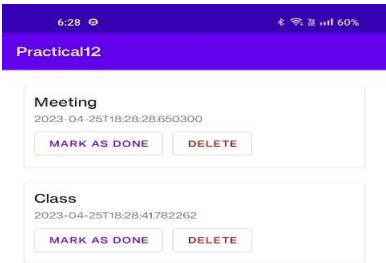 6:28 60%
Practical12
Meeting
2023-04-25T18:28:28.650300
MARK AS DONE DELETE
Class
2023-04-25T18:28:41.782262
MARK AS DONE DELETE